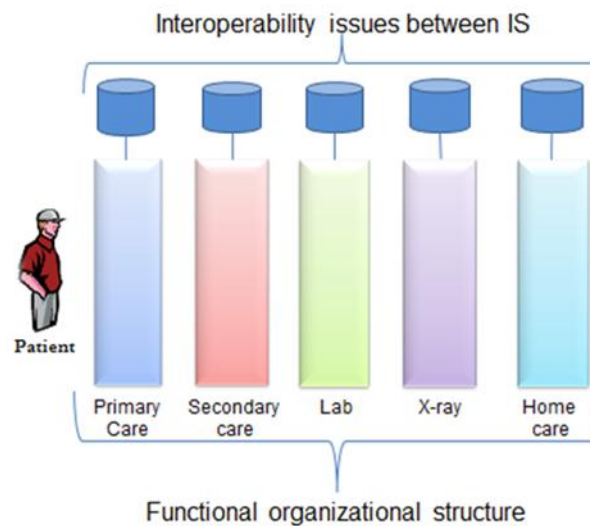 Interoperability issues between IS
Patient
Primary
Care
Secondary
care
Lab
X-ray
Home
care
Functional organizational structure